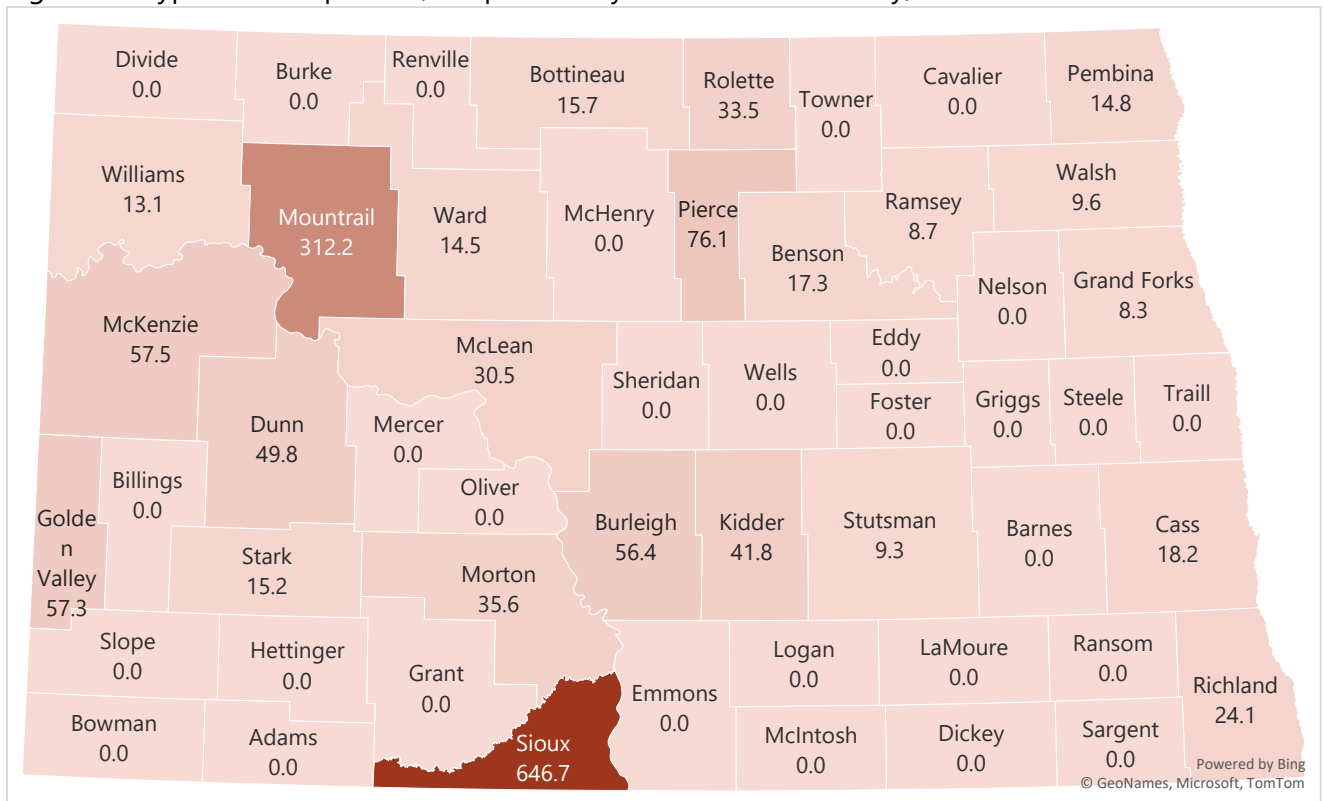 Divide
0.0
Burke
0.0
Renville
0.0
Bottineau
15.7
Rolette
33.5
Towner
0.0
Cavalier
0.0
Pembina
14.8
Williams
13.1
Mountrail
312.2
Ward
14.5
McHenry
0.0
Pierce
76.1
Benson
17.3
Ramsey
8.7
Walsh
9.6
Nelson
0.0
Grand Forks
8.3
McKenzie
57.5
Dunn
49.8
McLean
30.5
Mercer
0.0
Oliver
0.0
Sheridan
0.0
Wells
0.0
Eddy
0.0
Foster
0.0
Griggs
0.0
Steele
0.0
Traill
0.0
Golde
n
Valley
57.3
Billings
0.0
Stark
15.2
Morton
35.6
Burleigh
56.4
Kidder
41.8
Stutsman
9.3
Barnes
0.0
Cass
18.2
Slope
0.0
Hettinger
0.0
Grant
0.0
Emmons
0.0
Logan
0.0
LaMoure
0.0
Ransom
0.0
Richland
24.1
Bowman
0.0
Adams
0.0
Sioux
646.7
McIntosh
0.0
Dickey
0.0
Sargent
0.0
Powered by Bing
© GeoNames, Microsoft, TomTom